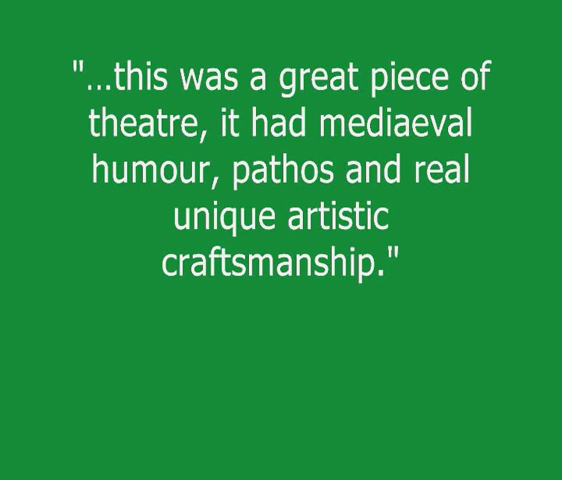 "...this was a great piece of
theatre, it had mediaeval
humour, pathos and real
unique artistic
craftsmanship."